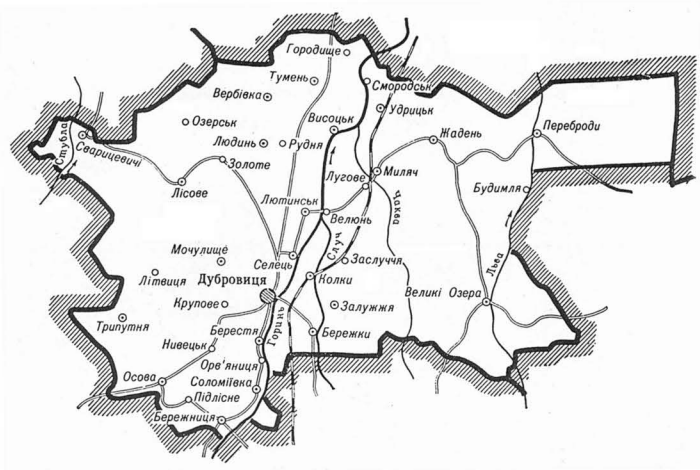 Городище
Тумень
Смородськ
Вербівка
Удрицьк
Озерськ
Висоцьк
Стубла
Сварицевичі
Людинь
Рудня
Жадень
Переброди
Золоте
Лісове
Лугове
Миляч
Чаква
Будимля
Лютинськ
Велюнь
Случ
Мочулище
Селець
Заслуччя
Льва
Літвиця
Дубровиця
Колки
Великі Озера
Крупове
Залужжя
Трипутня
Горинь
Берестя
Бережки
Нивецьк
Орв'яниця
Осова
Соломіївка
Підлісне
Бережниця